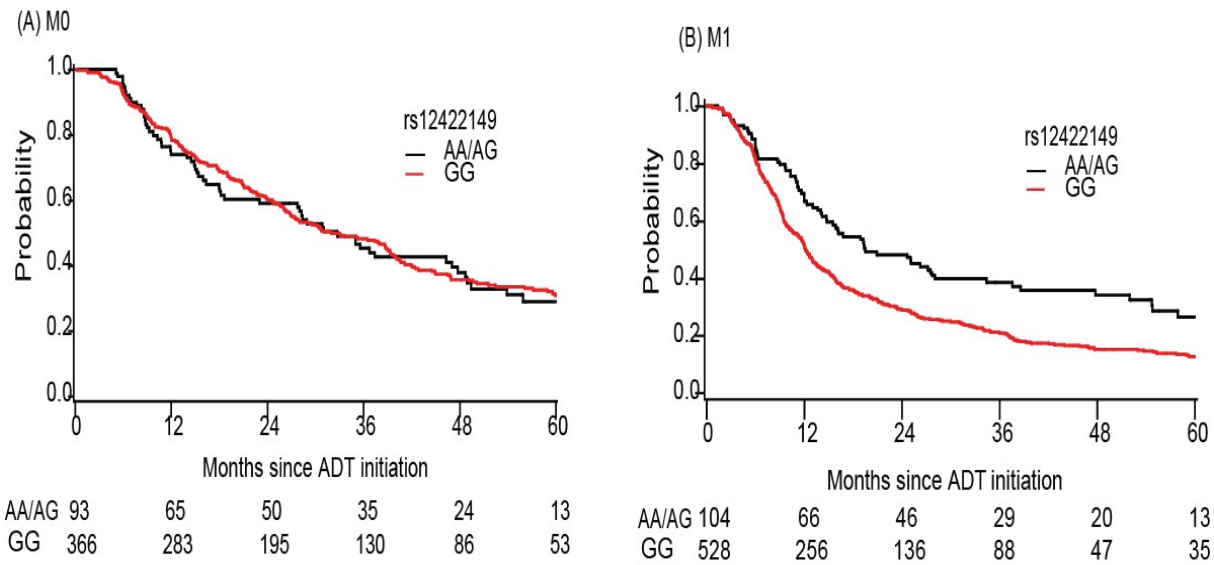 (A) M0
1.0
0.8
0.6
0.4
0.2
0.0
Probability
rs12422149
AA/AG
GG
0 12 24 36 48 60
Months since ADT initiation
AA/AG 93 65 50 35 24 13
GG 366 283 195 130 86 53
(B) M1
1.0
0.8
0.6
0.4
0.2
0.0
Probability
rs12422149
AA/AG
GG
0 12 24 36 48 60
Months since ADT initiation
AA/AG 104 66 46 29 20 13
GG 528 256 136 88 47 35